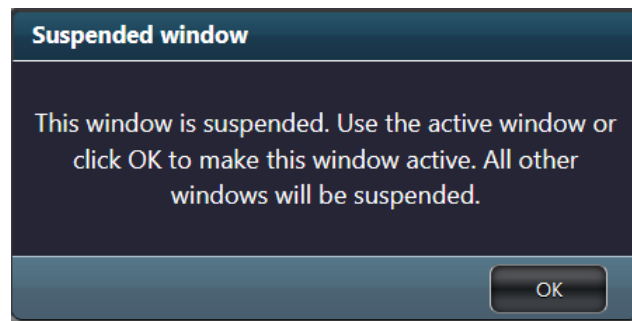 Suspended window
This window is suspended. Use the active window or
click OK to make this window active. All other
windows will be suspended.
OK